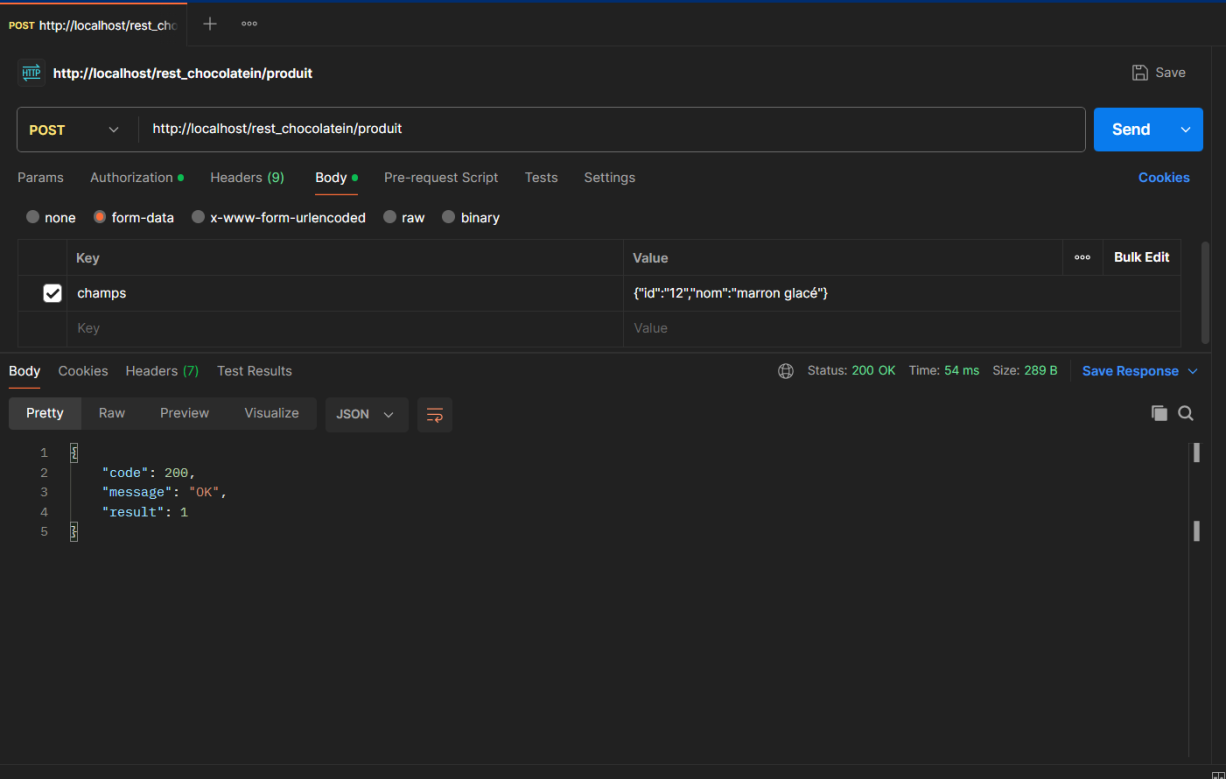 POST http://localhost/rest_cho
HTTP http://localhost/rest_chocolatein/produit
Save
POST http://localhost/rest_chocolatein/produit Send
Params Authorization Headers (9) Body Pre-request Script Tests Settings Cookies
none form-data x-www-form-urlencoded raw binary
Key Value Bulk Edit
champs {"id":"12","nom":"marron glacé"}
Key Value
Body Cookies Headers (7) Test Results Status: 200 OK Time: 54 ms Size: 289 B Save Response
Pretty Raw Preview Visualize JSON
1 {
2 "code": 200,
3 "message": "OK",
4 "result": 1
5 }